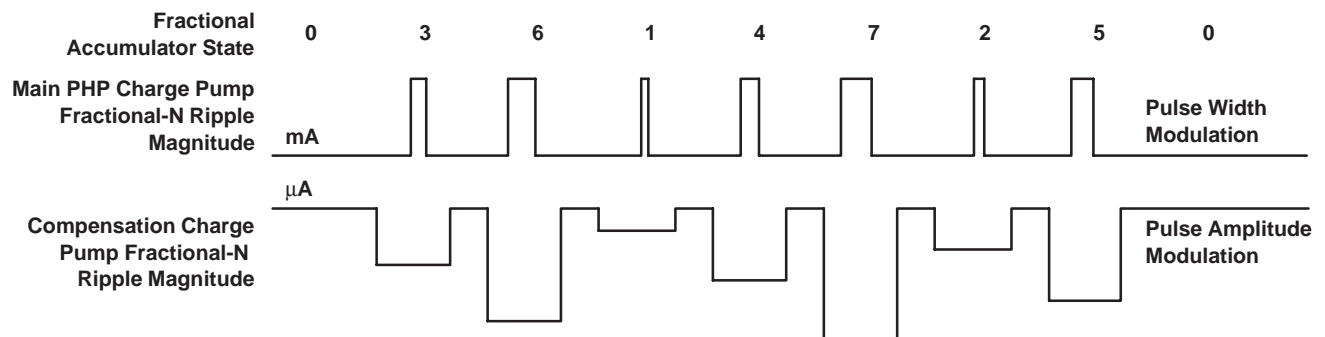 Fractional
Accumulator State
0 3 6 1 4 7 2 5 0
Main PHP Charge Pump
Fractional-N Ripple
Magnitude
mA
Pulse Width
Modulation
μA
Compensation Charge
Pump Fractional-N
Ripple Magnitude
Pulse Amplitude
Modulation